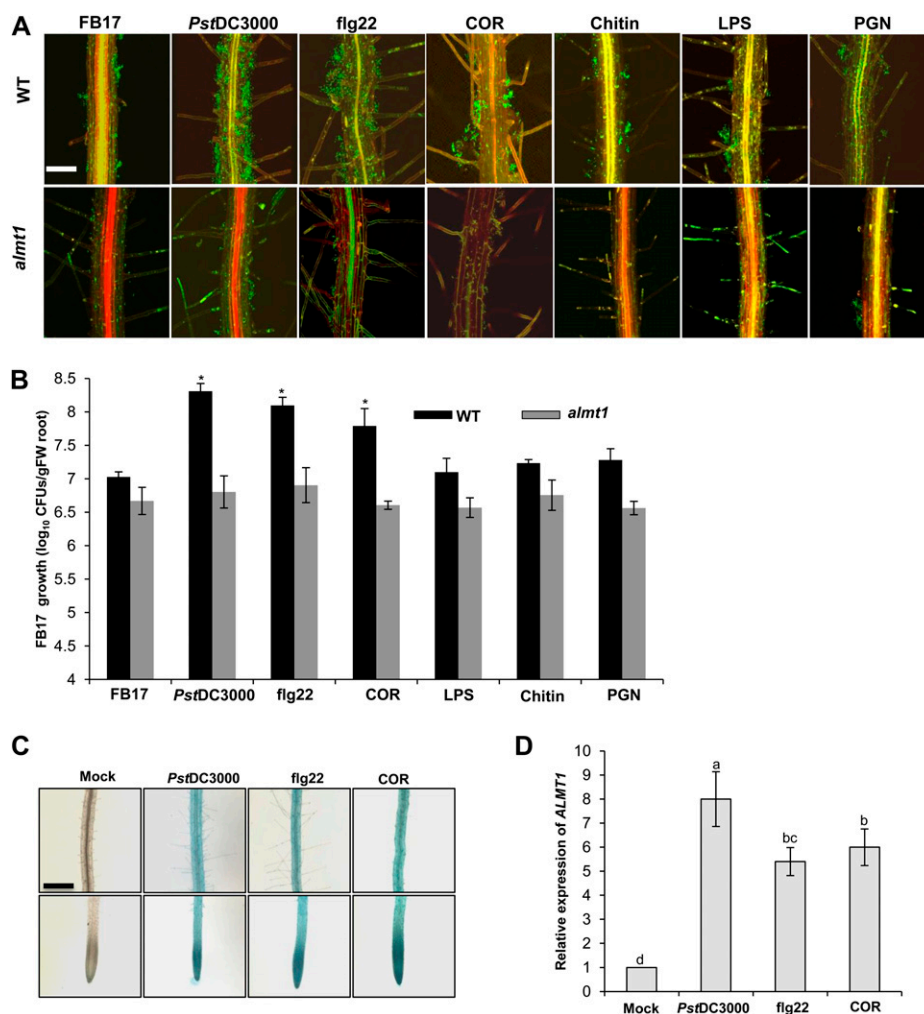 A
FB17 PstDC3000 flg22 COR Chitin LPS PGN
WT
almt1
B
FB17 growth (log10 CFUs/gFW root)
8.5
8
7.5
7
6.5
6
5.5
5
4.5
4
* * *
WT almt1
FB17 PstDC3000 flg22 COR LPS Chitin PGN
C
Mock PstDC3000 flg22 COR
D
Relative expression of ALMT1
10
9
8
7
6
5
4
3
2
1
0
d a bc b
Mock PstDC3000 flg22 COR